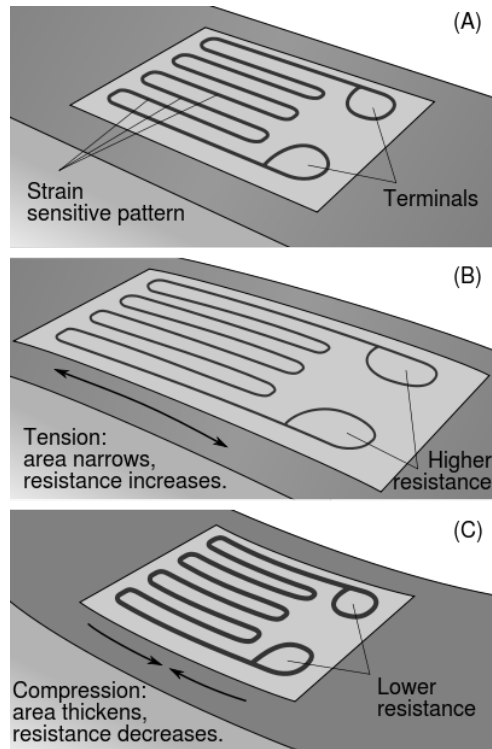 (A)
Strain
sensitive pattern
Terminals
(B)
Tension:
area narrows,
resistance increases.
Higher
resistance
(C)
Compression:
area thickens,
resistance decreases.
Lower
resistance